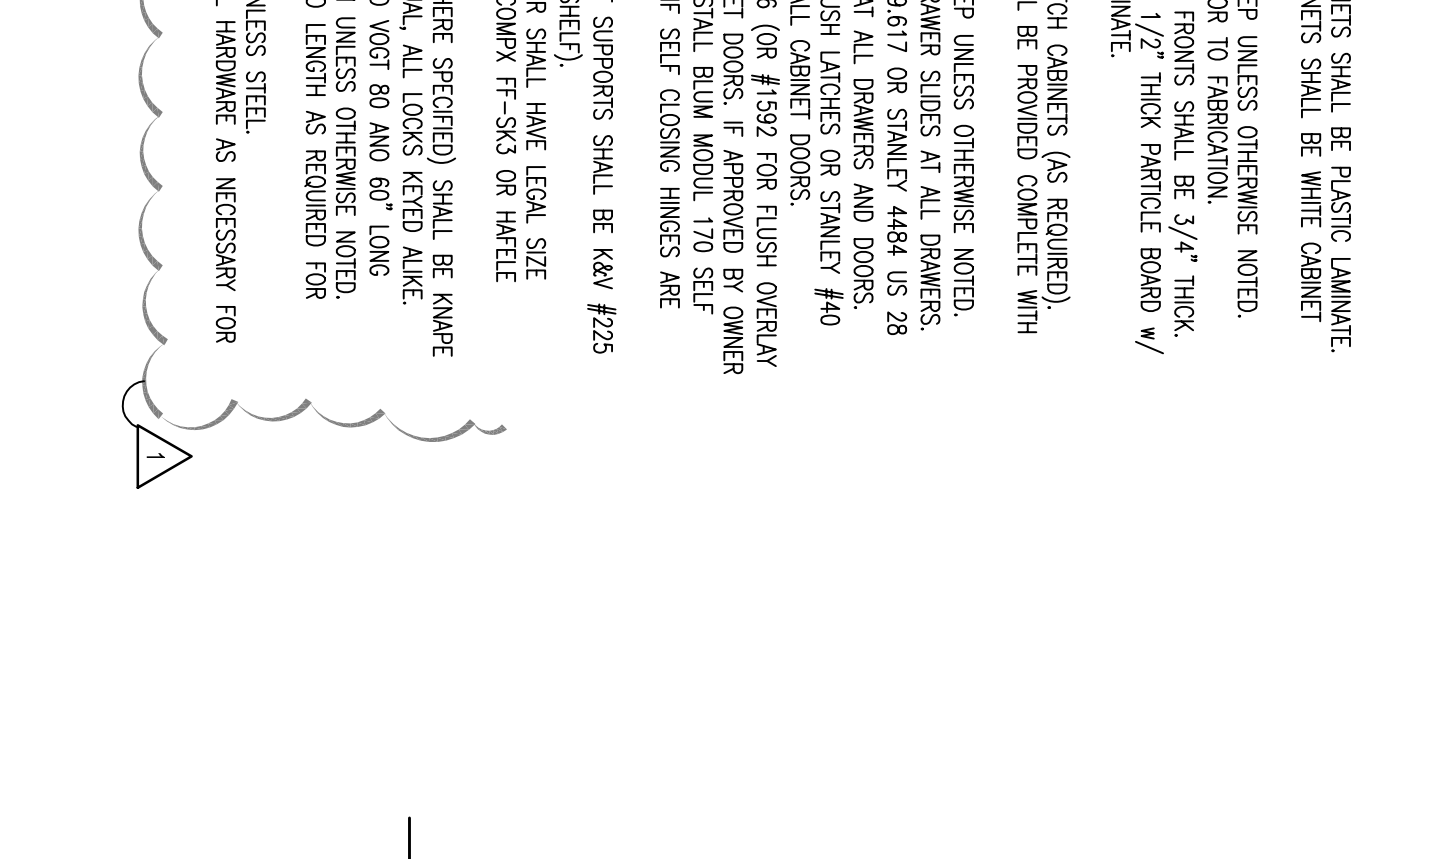 NETS SHALL BE PLASTIC LAMINATE.
NETS SHALL BE WHITE CABINET
EP UNLESS OTHERWISE NOTED.
OR TO FABRICATION.
FRONTS SHALL BE 3/4" THICK.
1/2" THICK PARTICLE BOARD w/
INATE.
TCH CABINETS (AS REQUIRED).
L BE PROVIDED COMPLETE WITH
EP UNLESS OTHERWISE NOTED.
RAWER SLIDES AT ALL DRAWERS.
9.617 OR STANLEY 4484 US 28
AT ALL DRAWERS AND DOORS.
USH LATCHES OR STANLEY #40
ALL CABINET DOORS.
6 (OR #1592 FOR FLUSH OVERLAY
ET DOORS. IF APPROVED BY OWNER
STALL BLUM MODUL 170 SELF
IF SELF CLOSING HINGES ARE
T SUPPORTS SHALL BE K&V #225
SHELF).
R SHALL HAVE LEGAL SIZE
COMPX FF-SK3 OR HAFELE
HERE SPECIFIED) SHALL BE KNAPE
AL, ALL LOCKS KEYED ALIKE.
D VOGT 80 ANO 60" LONG
UNLESS OTHERWISE NOTED.
O LENGTH AS REQUIRED FOR
NLESS STEEL.
L HARDWARE AS NECESSARY FOR
1